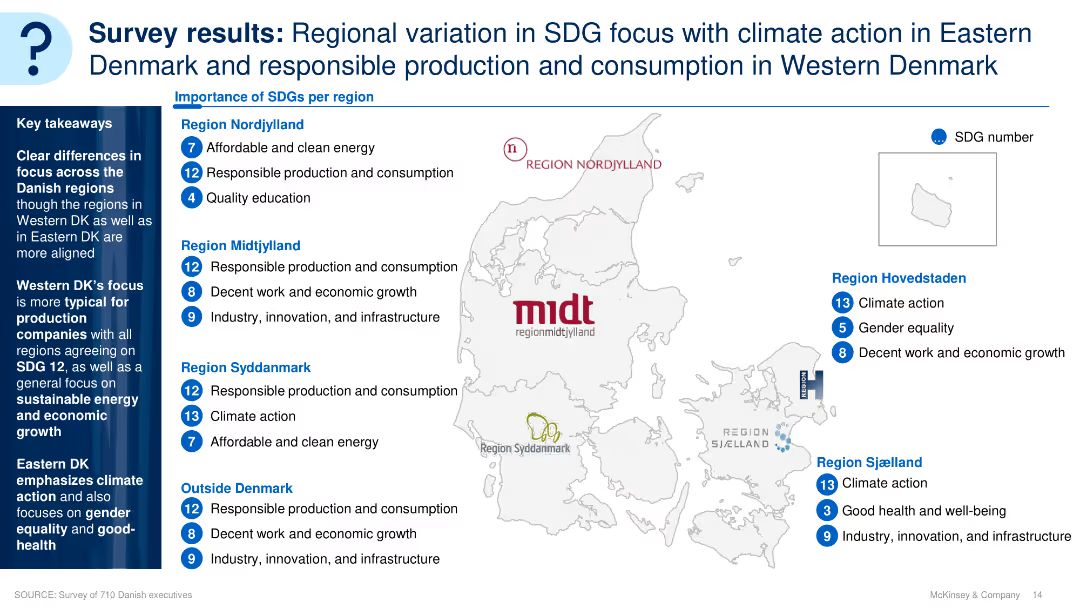 ?
Survey results: Regional variation in SDG focus with climate action in Eastern
Denmark and responsible production and consumption in Western Denmark
Importance of SDGs per region
Key takeaways
Clear differences in
focus across the
Danish regions
though the regions in
Western DK as well as
in Eastern DK are
more aligned
Western DK's focus
is more typical for
production
companies with all
regions agreeing on
SDG 12, as well as a
general focus on
sustainable energy
and economic
growth
Eastern DK
emphasizes climate
action and also
focuses on gender
equality and good-
health
Region Nordjylland
7 Affordable and clean energy
12 Responsible production and consumption
4 Quality education
Region Midtjylland
12 Responsible production and consumption
8 Decent work and economic growth
9 Industry, innovation, and infrastructure
Region Syddanmark
12 Responsible production and consumption
13 Climate action
7 Affordable and clean energy
Outside Denmark
12 Responsible production and consumption
8 Decent work and economic growth
9 Industry, innovation, and infrastructure
n
REGION NORDJYLLAND
midt
regionmidtjylland
Region Syddanmark
REGION
SJÆLLAND
REGION H
... SDG number
Region Hovedstaden
13 Climate action
5 Gender equality
8 Decent work and economic growth
Region Sjælland
13 Climate action
3 Good health and well-being
9 Industry, innovation, and infrastructure
SOURCE: Survey of 710 Danish executives
McKinsey & Company 14